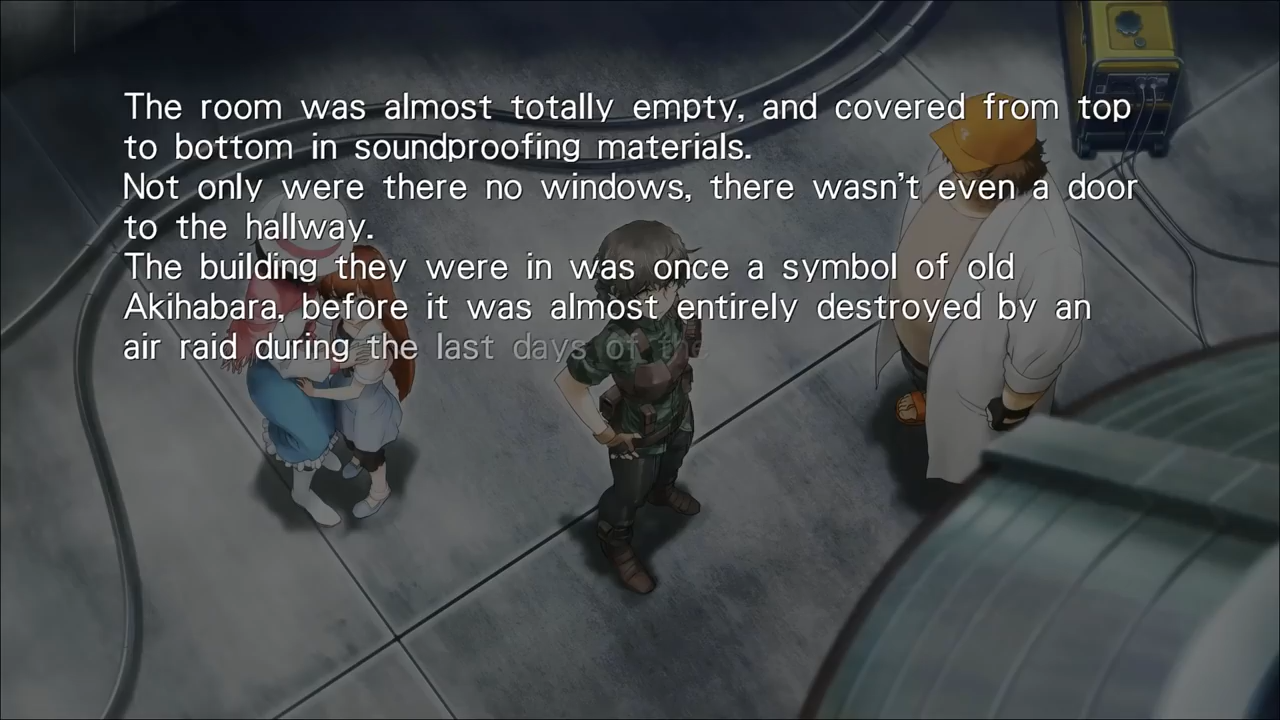 The room was almost totally empty, and covered from top
to bottom in soundproofing materials.
Not only were there no windows, there wasn't even a door
to the hallway.
The building they were in was once a symbol of old
Akihabara, before it was almost entirely destroyed by an
air raid during the last days of the